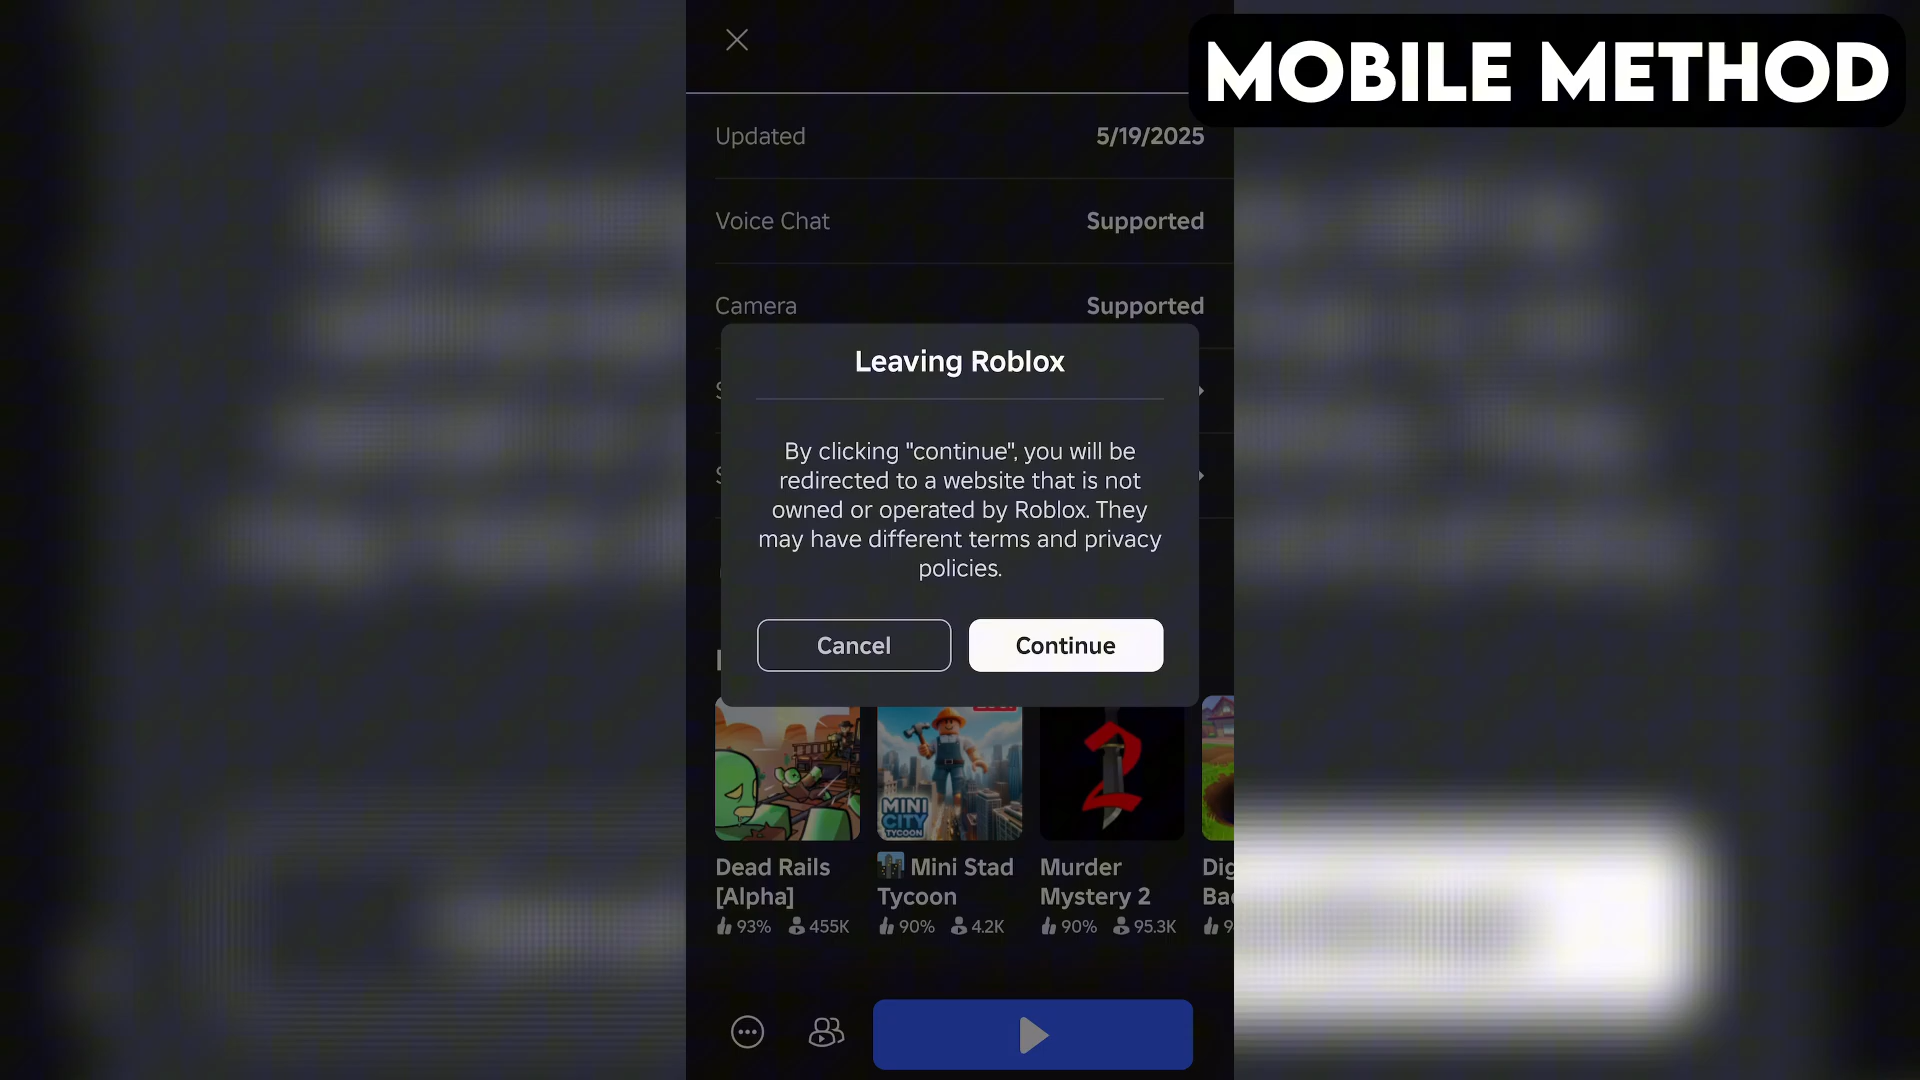 MOBILE METHOD
Updated 5/19/2025
Voice Chat Supported
Camera Supported
Leaving Roblox
By clicking "continue", you will be
redirected to a website that is not
owned or operated by Roblox. They
may have different terms and privacy
policies.
Cancel Continue
MINI
CITY
TYCOON
2
Dead Rails
[Alpha]
93% 455K
Mini Stad
Tycoon
90% 4.2K
Murder
Mystery 2
90% 95.3K